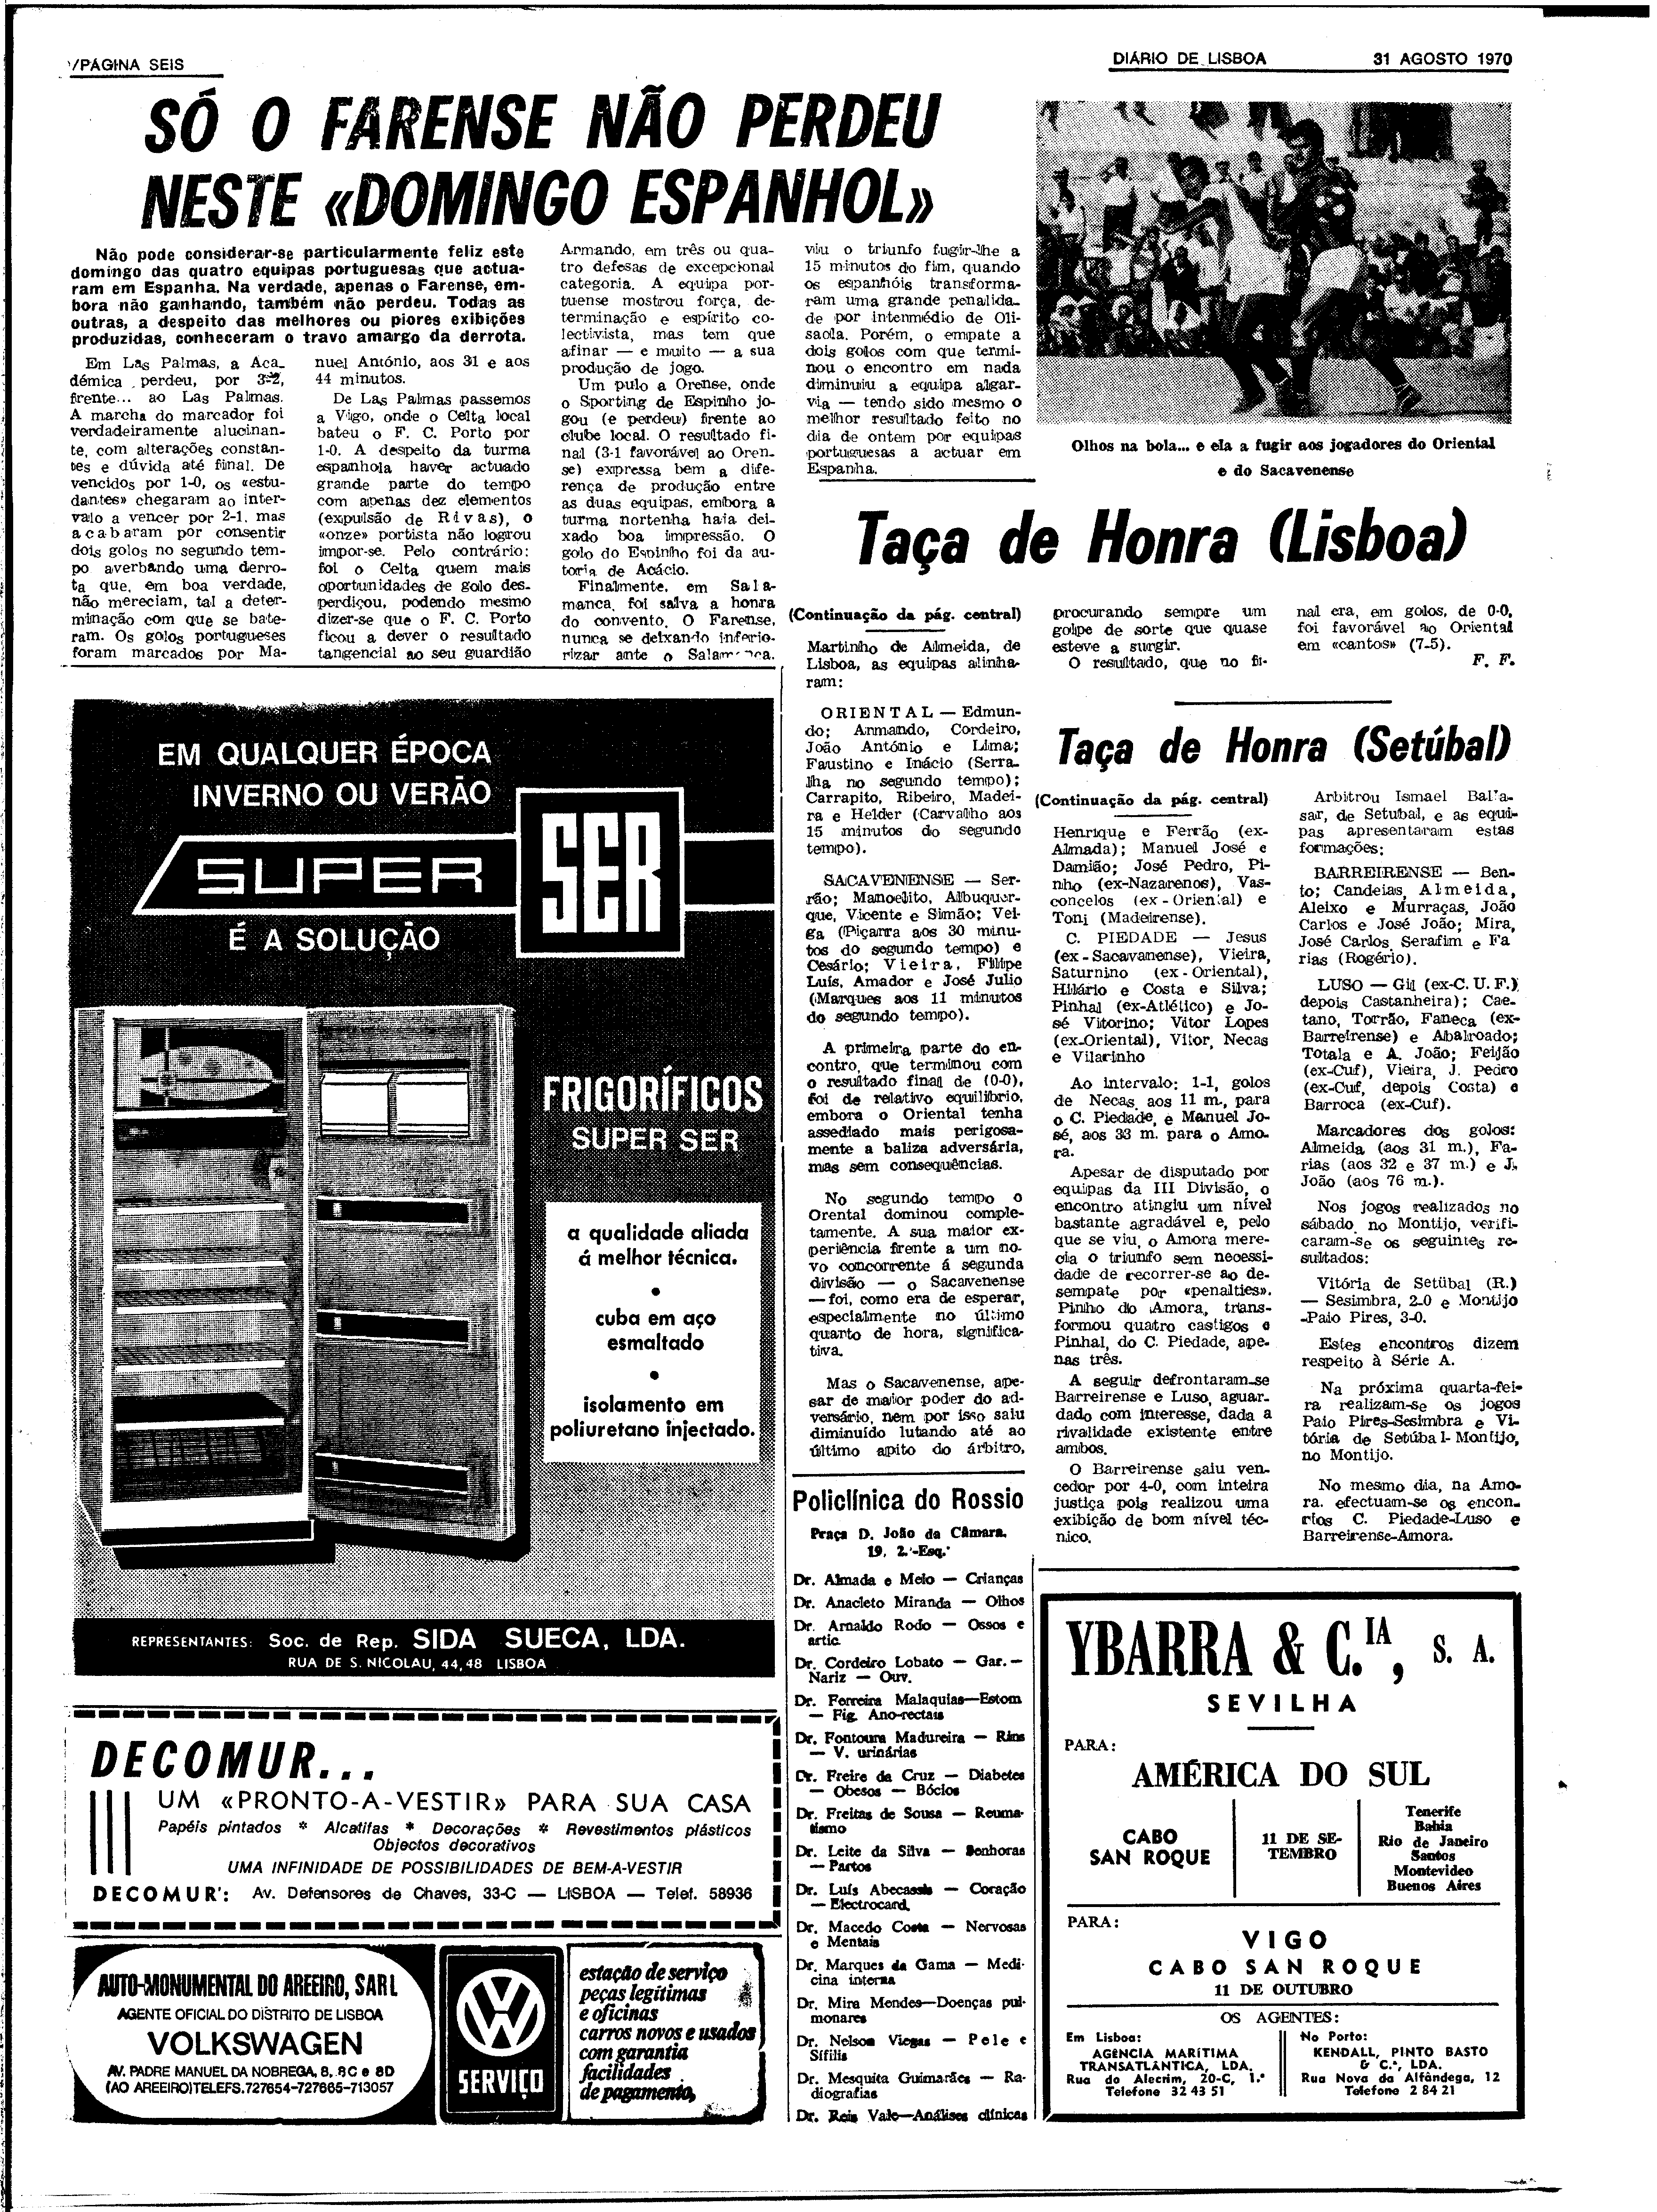 /PÁGINA SEIS
DIÁRIO DE LISBOA
31 AGOSTO 1970
SÓ O FARENSE NÃO PERDEU
NESTE «DOMINGO ESPANHOL»
Não pode considerar-se particularmente feliz este
domingo das quatro equipas portuguesas que actua-
ram em Espanha. Na verdade, apenas o Farense, em-
bora não ganhando, também não perdeu. Todas as
outras, a despeito das melhores ou piores exibições
produzidas, conheceram o travo amargo da derrota.
Em Las Palmas, a Aca-
démica perdeu, por 3-2,
frente... ao Las Palmas.
A marcha do marcador foi
verdadeiramente alucinan-
te, com alterações constan-
tes e dúvida até final. De
vencidos por 1-0, os «estu-
dantes» chegaram ao inter-
valo a vencer por 2-1, mas
acabaram por consentir
dois golos no segundo tem-
po averbando uma derro-
ta que, em boa verdade,
não mereciam, tal a deter-
minação com que se bate-
ram. Os golos portugueses
foram marcados por Ma-
nuel António, aos 31 e aos
44 minutos.
De Las Palmas passemos
a Vigo, onde o Celta local
bateu o F. C. Porto por
1-0. A despeito da turma
espanhola haver actuado
grande parte do tempo
com apenas dez elementos
(expulsão de Rivas), o
«onze» portista não logrou
impor-se. Pelo contrário:
foi o Celta quem mais
oportunidades de golo des-
perdiçou, podendo mesmo
dizer-se que o F. C. Porto
ficou a dever o resultado
tangencial ao seu guardião
Armando, em três ou qua-
tro defesas de excepcional
categoria. A equipa por-
tuense mostrou força, de-
terminação e espírito co-
lectivista, mas tem que
afinar — e muito — a sua
produção de jogo.
Um pulo a Orense, onde
o Sporting de Espinho jo-
gou (e perdeu) frente ao
clube local. O resultado fi-
nal (3-1 favorável ao Oren-
se) expressa bem a dife-
rença de produção entre
as duas equipas, embora a
turma nortenha haja dei-
xado boa impressão. O
golo do Espinho foi da au-
toria de Acácio.
Finalmente, em Sala-
manca, foi salva a honra
do convento. O Farense,
nunca se deixando inferio-
rizar ante o Salamanca,
viu o triunfo fugir-lhe a
15 minutos do fim, quando
os espanhóis transforma-
ram uma grande penalida-
de por intermédio de Oli-
saola. Porém, o empate a
dois golos com que termi-
nou o encontro em nada
diminuiu a equipa algar-
via — tendo sido mesmo o
melhor resultado feito no
dia de ontem por equipas
portuguesas a actuar em
Espanha.
Olhos na bola... e ela a fugir aos jogadores do Oriental
e do Sacavenense
Taça de Honra (Lisboa)
(Continuação da pág. central)
Martinho de Almeida, de
Lisboa, as equipas alinha-
ram:
ORIENTAL — Edmun-
do; Armando, Cordeiro,
João António e Lima;
Faustino e Inácio (Serra-
lha no segundo tempo);
Carrapito, Ribeiro, Madei-
ra e Helder (Carvalho aos
15 minutos do segundo
tempo).
SACAVENENSE — Ser-
rão; Manoelito, Albuquer-
que, Vicente e Simão; Vei-
ga (Piçarra aos 30 minu-
tos do segundo tempo) e
Cesário; Vieira, Filipe
Luís, Amador e José Julio
(Marques aos 11 minutos
do segundo tempo).
A primeira parte do en-
contro, que terminou com
o resultado final de (0-0),
foi de relativo equilíbrio,
embora o Oriental tenha
assediado mais perigosa-
mente a baliza adversária,
mas sem consequências.
No segundo tempo o
Orental dominou comple-
tamente. A sua maior ex-
periência frente a um no-
vo concorrente á segunda
divisão — o Sacavenense
— foi, como era de esperar,
especialmente no último
quarto de hora, significa-
tiva.
Mas o Sacavenense, ape-
sar de maior poder do ad-
versário, nem por isso saiu
diminuído lutando até ao
último apito do árbitro,
procurando sempre um
golpe de sorte que quase
esteve a surgir.
O resultado, que no fi-
nal era, em golos, de 0-0,
foi favorável ao Oriental
em «cantos» (7-5).
F. F.
Taça de Honra (Setúbal)
(Continuação da pág. central)
Henrique e Ferrão (ex-
Almada); Manuel José e
Damião; José Pedro, Pi-
nho (ex-Nazarenos), Vas-
concelos (ex-Oriental) e
Toni (Madeirense).
C. PIEDADE — Jesus
(ex-Sacavanense), Vieira,
Saturnino (ex-Oriental),
Hilário e Costa e Silva;
Pinhal (ex-Atlético) e Jo-
sé Vitorino; Vitor Lopes
(ex-Oriental), Vitor, Necas
e Vilarinho
Ao intervalo: 1-1, golos
de Necas, aos 11 m., para
o C. Piedade, e Manuel Jo-
sé, aos 33 m. para o Amo-
ra.
Apesar de disputado por
equipas da III Divisão, o
encontro atingiu um nível
bastante agradável e, pelo
que se viu, o Amora mere-
cia o triunfo sem necessi-
dade de recorrer-se ao de-
sempate por «penalties».
Pinho do Amora, trans-
formou quatro castigos e
Pinhal, do C. Piedade, ape-
nas três.
A seguir defrontaram-se
Barreirense e Luso, aguar-
dado com interesse, dada a
rivalidade existente entre
ambos.
O Barreirense saiu ven-
cedor por 4-0, com inteira
justiça pois realizou uma
exibição de bom nível téc-
nico.
Arbitrou Ismael Balta-
sar, de Setubal, e as equi-
pas apresentaram estas
formações:
BARREIRENSE — Ben-
to; Candeias, Almeida,
Aleixo e Murraças, João
Carlos e José João; Mira,
José Carlos, Serafim e Fa
rias (Rogério).
LUSO — Gil (ex-C. U. F.)
depois Castanheira); Cae-
tano, Torrão, Faneca (ex-
Barreirense) e Abalroado;
Totala e A. João; Feijão
(ex-Cuf), Vieira, J. Pedro
(ex-Cuf, depois Costa) e
Barroca (ex-Cuf).
Marcadores dos golos:
Almeida (aos 31 m.), Fa-
rias (aos 32 e 37 m.) e J.
João (aos 76 m.).
Nos jogos realizados no
sábado, no Montijo, verifi-
caram-se os seguintes re-
sultados:
Vitória de Setúbal (R.)
— Sesimbra, 2-0 e Montijo
-Paio Pires, 3-0.
Estes encontros dizem
respeito à Série A.
Na próxima quarta-fei-
ra realizam-se os jogos
Paio Pires-Sesimbra e Vi-
tória de Setúbal-Montijo,
no Montijo.
No mesmo dia, na Amo-
ra, efectuam-se os encon-
rtos C. Piedade-Luso e
Barreirense-Amora.
EM QUALQUER ÉPOCA
INVERNO OU VERÃO
SUPER
SER
É A SOLUÇÃO
FRIGORÍFICOS
SUPER SER
a qualidade aliada
á melhor técnica.
•
cuba em aço
esmaltado
•
isolamento em
poliuretano injectado.
REPRESENTANTES: Soc. de Rep. SIDA SUECA, LDA.
RUA DE S. NICOLAU, 44, 48 LISBOA
DECOMUR...
UM «PRONTO-A-VESTIR» PARA SUA CASA
Papéis pintados * Alcatifas * Decorações * Revestimentos plásticos
Objectos decorativos
UMA INFINIDADE DE POSSIBILIDADES DE BEM-A-VESTIR
DECOMUR: Av. Defensores de Chaves, 33-C — LISBOA — Telef. 58936
AUTO-MONUMENTAL DO AREEIRO, SARL
AGENTE OFICIAL DO DISTRITO DE LISBOA
VOLKSWAGEN
AV. PADRE MANUEL DA NOBREGA, 8, 8C e 8D
(AO AREEIRO) TELEFS. 727654-727665-713057
SERVIÇO
estação de serviço
peças legítimas
e oficinas
carros novos e usados
com garantia
facilidades
de pagamento,
Policlínica do Rossio
Praça D. João da Câmara,
19, 2.º-Esq.º
Dr. Almada e Melo — Crianças
Dr. Anacleto Miranda — Olhos
Dr. Arnaldo Rodo — Ossos e
artic.
Dr. Cordeiro Lobato — Gar. —
Nariz — Ouv.
Dr. Ferreira Malaquias—Estom
— Fig. Ano-rectais
Dr. Fontoura Madureira — Rins
— V. urinárias
Dr. Freire da Cruz — Diabetes
— Obesos — Bócios
Dr. Freitas de Sousa — Reuma-
tismo
Dr. Leite da Silva — Senhoras
— Partos
Dr. Luís Abecassis — Coração
— Electrocard.
Dr. Macedo Costa — Nervosas
e Mentais
Dr. Marques da Gama — Medi-
cina interna
Dr. Mira Mendes—Doenças pul-
monares
Dr. Nelson Viegas — Pele e
Sífilis
Dr. Mesquita Guimarães — Ra-
diografias
Dr. Reis Vale—Análises clínicas
YBARRA & C.IA, S. A.
SEVILHA
PARA:
AMÉRICA DO SUL
CABO
SAN ROQUE
11 DE SE-
TEMBRO
Tenerife
Bahia
Rio de Janeiro
Santos
Montevideo
Buenos Aires
PARA:
VIGO
CABO SAN ROQUE
11 DE OUTUBRO
OS AGENTES:
Em Lisboa:
AGÊNCIA MARÍTIMA
TRANSATLÂNTICA, LDA.
Rua do Alecrim, 20-C, 1.º
Telefone 32 43 51
No Porto:
KENDALL, PINTO BASTO
& C.ª, LDA.
Rua Nova da Alfândega, 12
Telefone 2 84 21